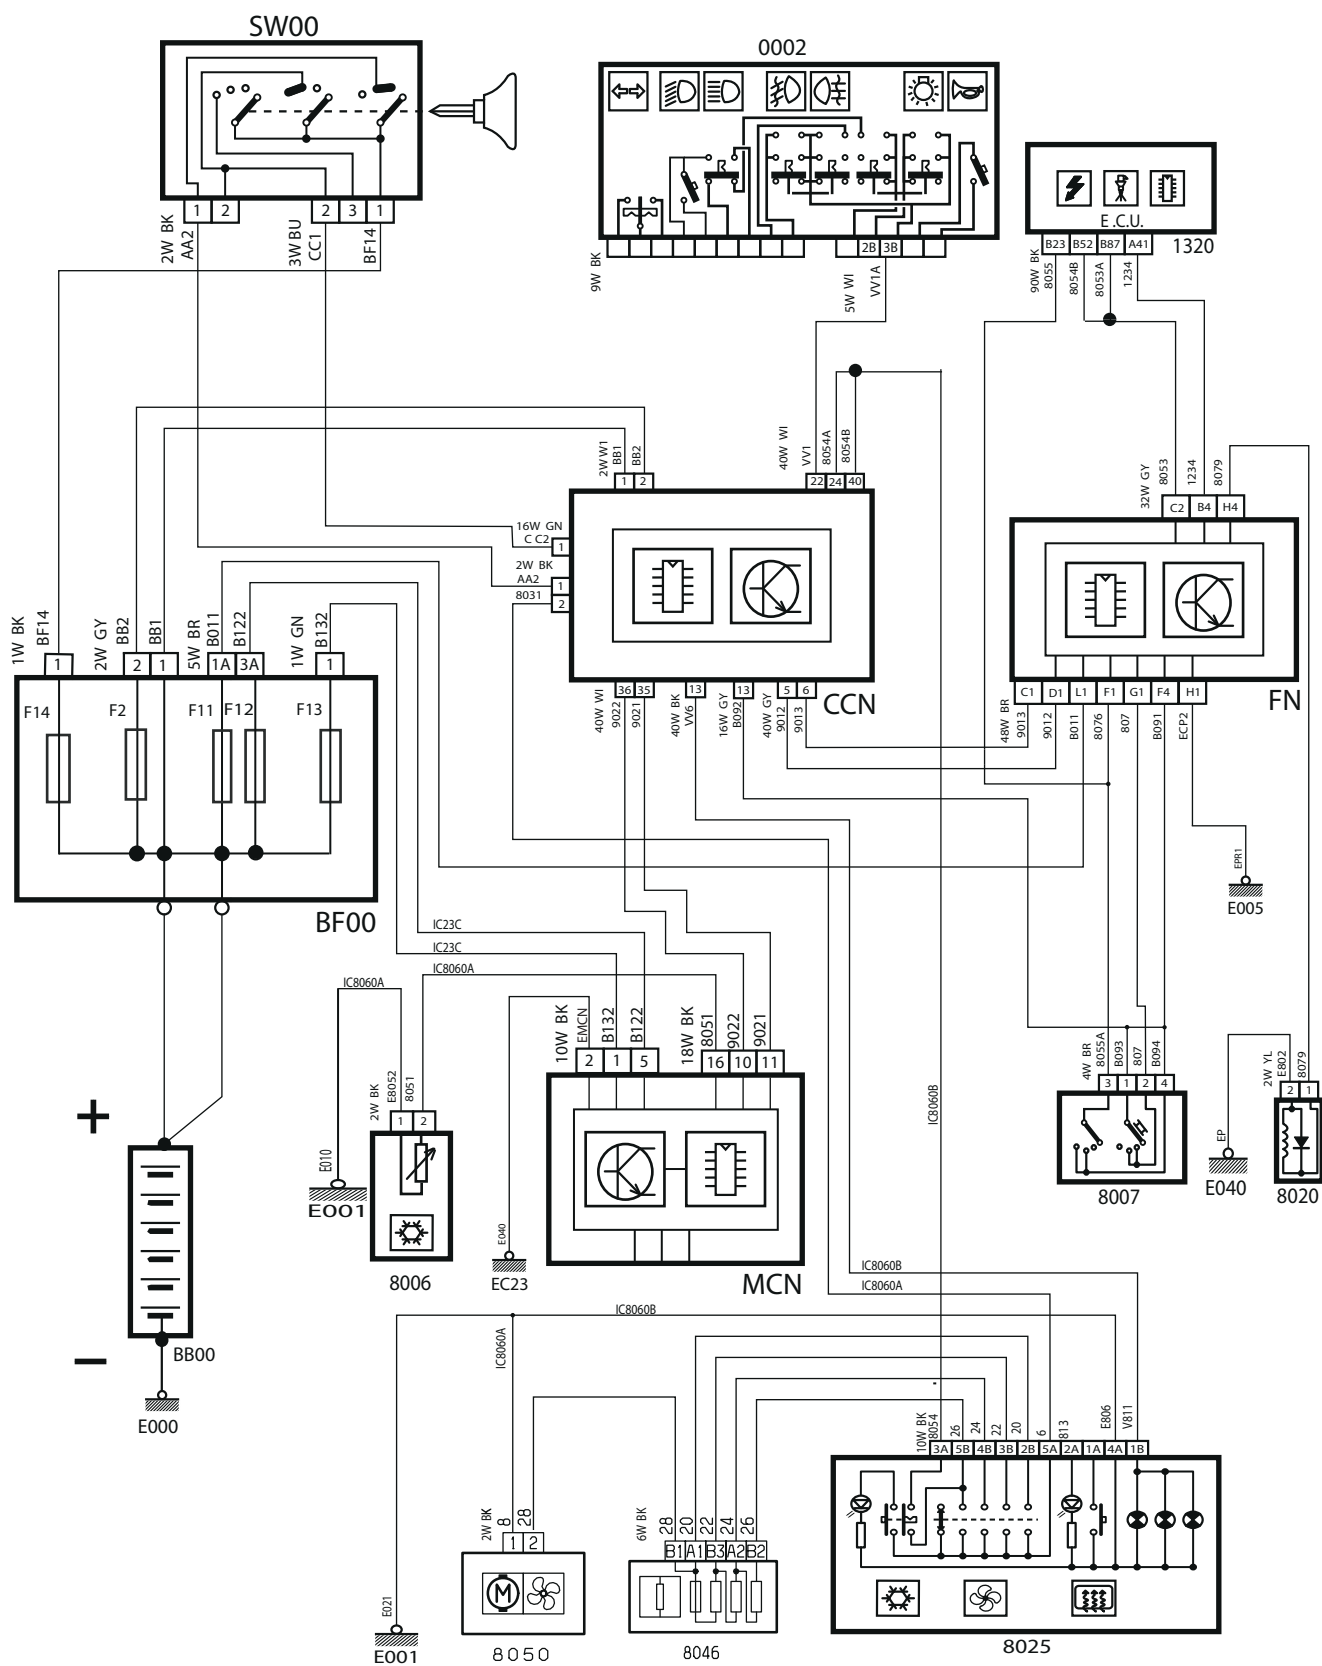 SW00
0002
1 2 2 3 1
2W BK
AA2
3W BU
CC1
BF14
9W BK
2B 3B
5W WI
VV1A
E .C.U.
B23 B52 B87 A41
1320
90W BK
8055
8054B
8053A
1234
40W WI
VV1
8054A
8054B
22 24 40
2W W1
BB1
BB2
1 2
16W GN
C C2
1
2W BK
AA2
1
8031
2
36 35 13 13 5 6
CCN
40W WI
9022
9021
40W BK
VV6
16W GY
B092
40W GY
9012
9013
32W GY
8053
1234
8079
C2 B4 H4
C1 D1 L1 F1 G1 F4 H1
FN
48W BR
9013
9012
B011
8076
807
B091
ECP2
EPR1
E005
1W BK
BF14
2W GY
BB2
BB1
5W BR
B011
B122
1W GN
B132
1 2 1 1A 3A 1
F14 F2 F11 F12 F13
BF00
IC23C
IC23C
IC8060A
IC8060A
10W BK
EMCN
B132
B122
18W BK
8051
9022
9021
2 1 5 16 10 11
MCN
E040
EC23
2W BK
E8052
8051
1 2
8006
E010
E001
+
−
BB00
E000
IC8060B
4W BR
8055A
B093
807
B094
3 1 2 4
8007
EP
E040
2W YL
E802
8079
2 1
8020
IC8060B
IC8060A
IC8060B
IC8060A
E021
E001
2W BK
8
28
1 2
M
8050
6W BK
28
20
22
24
26
B1 A1 B3 A2 B2
8046
10W BK
8054
26
24
22
20
6
813
E806
V811
3A 5B 4B 3B 2B 5A 2A 1A 4A 1B
8025